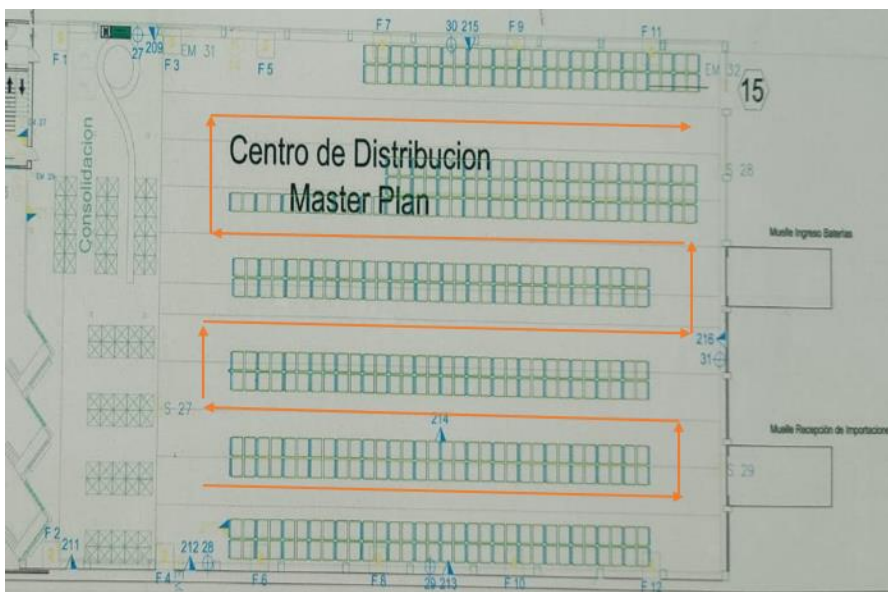 F 7
30 215
F 9
F 11
27
209
EM 31
F 1
F 3
F 5
EM 32
15
Consolidacion
Centro de Distribucion
Master Plan
S 28
Muelle Ingreso Baterias
216
31
S 27
214
Muelle Recepción de Importacione
S 29
F 2
211
212 28
F 4
F 6
F 8
29 213
F 10
F 12